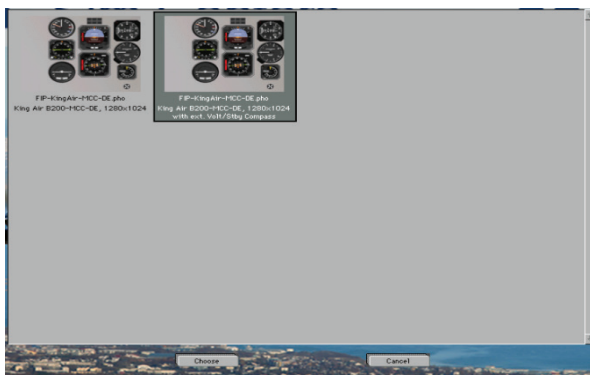 FIP-KingAir-MCC-DE.pho
King Air B200-MCC-DE, 1280x1024
FIP-KingAir-MCC-DE.pho
King Air B200-MCC-DE, 1280x1024
with ext. Volt/Stby Compass
Choose
Cancel